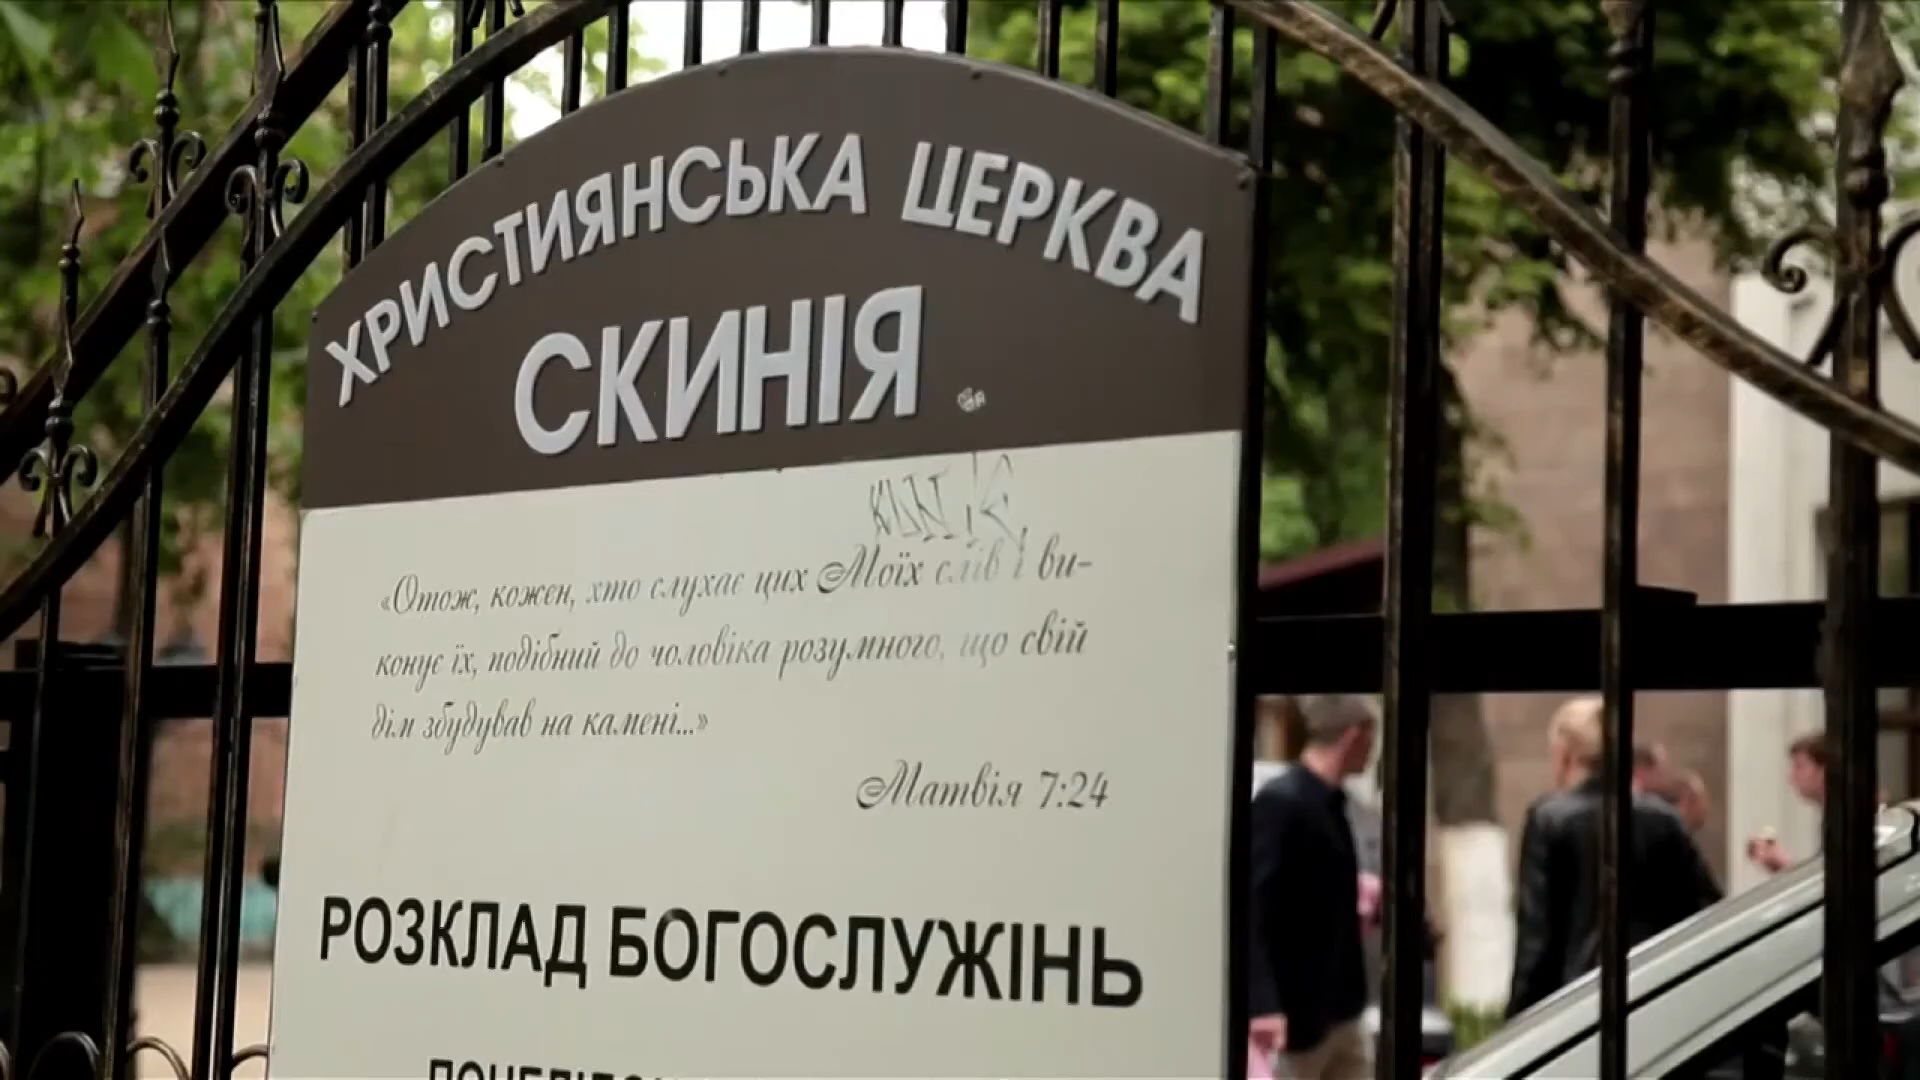 ХРИСТИЯНСЬКА ЦЕРКВА
СКИНІЯ
«Отож, кожен, хто слухає цих Моїх слів і ви-
конує їх, подібний до чоловіка розумного, що свій
дім збудував на камені...»
Матвія 7:24
РОЗКЛАД БОГОСЛУЖІНЬ